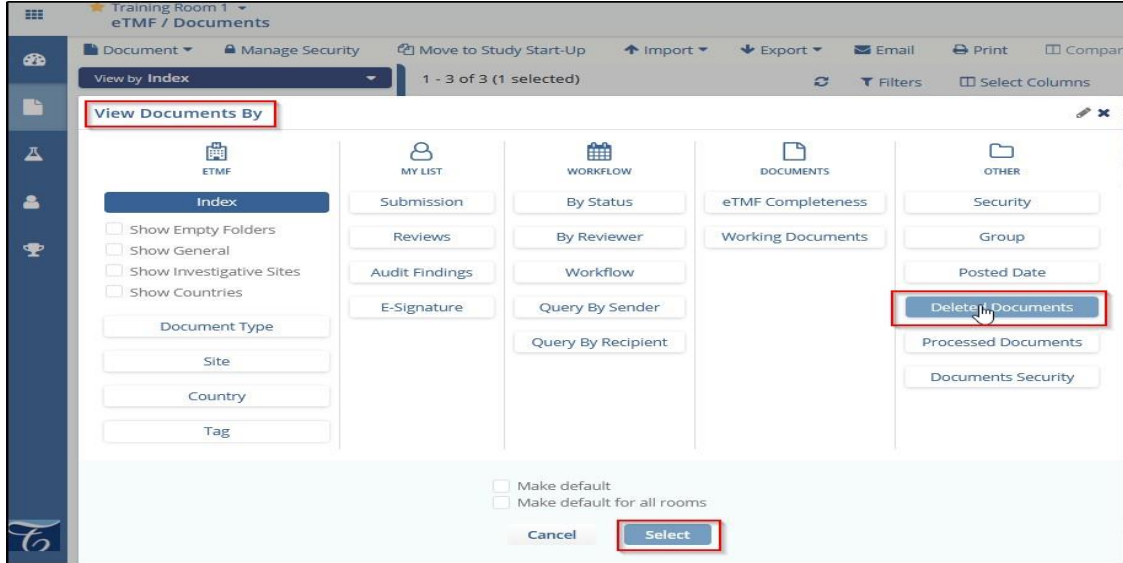 Training Room 1
eTMF / Documents
Document Manage Security Move to Study Start-Up Import Export Email Print Compar
View by Index 1 - 3 of 3 (1 selected) Filters Select Columns
View Documents By
ETMF MY LIST WORKFLOW DOCUMENTS OTHER
Index Submission By Status eTMF Completeness Security
Show Empty Folders
Show General
Show Investigative Sites
Show Countries
Reviews By Reviewer Working Documents Group
Audit Findings Workflow Posted Date
E-Signature Query By Sender Deleted Documents
Document Type Query By Recipient Processed Documents
Site Documents Security
Country
Tag
Make default
Make default for all rooms
Cancel Select